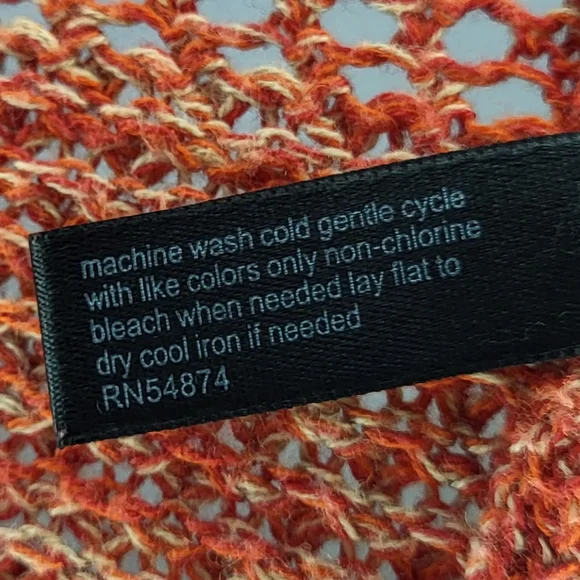 machine wash cold gentle cycle
with like colors only non-chlorine
bleach when needed lay flat to
dry cool iron if needed
RN54874